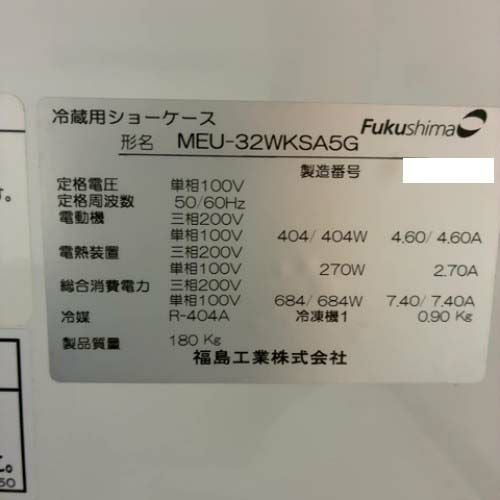 冷蔵用ショーケース
Fukushima
形名 MEU-32WKSA5G
製造番号
定格電圧 単相100V
定格周波数 50/60Hz
電動機 三相200V
単相100V 404/ 404W 4.60/ 4.60A
電熱装置 三相200V
単相100V 270W 2.70A
総合消費電力 三相200V
単相100V 684/ 684W 7.40/ 7.40A
冷媒 R-404A 冷凍機1 0.90 Kg
製品質量 180 Kg
福島工業株式会社
す。
。
50